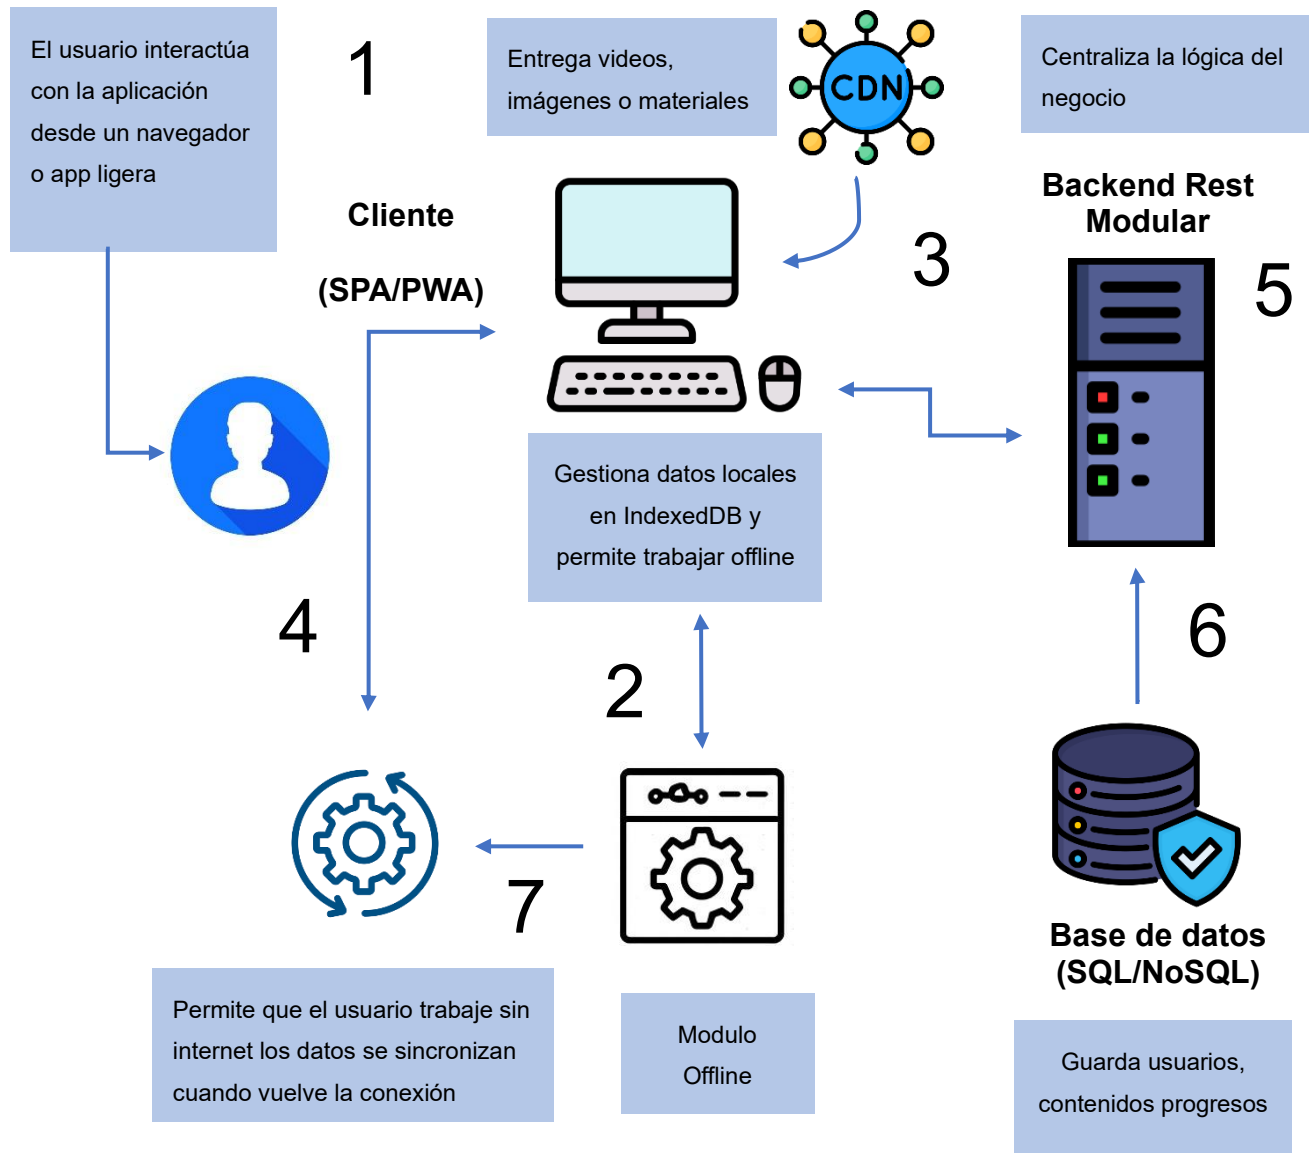 El usuario interactúa
con la aplicación
desde un navegador
o app ligera
1
Entrega videos,
imágenes o materiales
CDN
Centraliza la lógica del
negocio
Cliente
(SPA/PWA)
3
Backend Rest
Modular
5
Gestiona datos locales
en IndexedDB y
permite trabajar offline
4
2
6
7
Base de datos
(SQL/NoSQL)
Permite que el usuario trabaje sin
internet los datos se sincronizan
cuando vuelve la conexión
Modulo
Offline
Guarda usuarios,
contenidos progresos